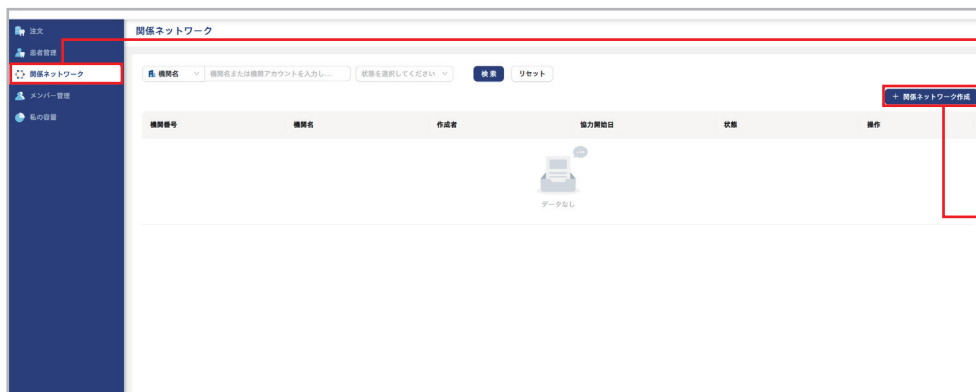 注文
患者管理
関係ネットワーク
メンバー管理
私の容量
関係ネットワーク
機関名
機関名または機関アカウントを入力し...
状態を選択してください
検索
リセット
+ 関係ネットワーク作成
機関番号 機関名 作成者 協力開始日 状態 操作
データなし